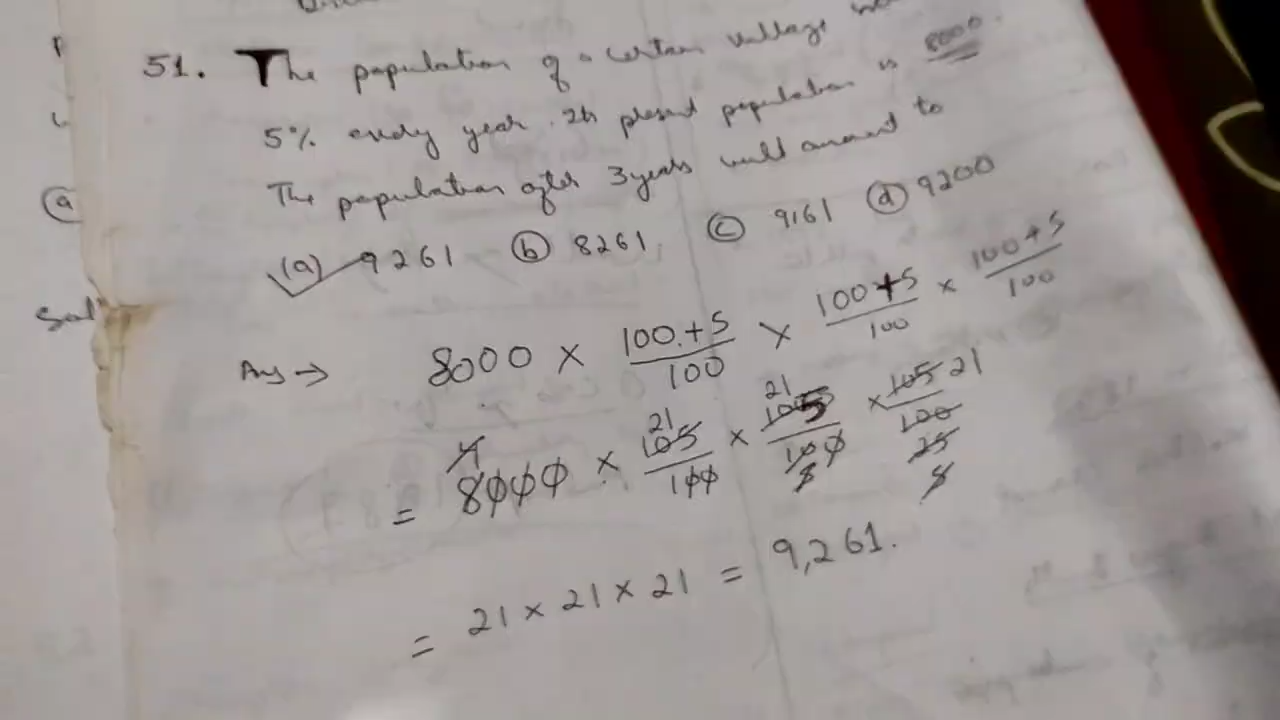 51. The population of a certain village
5% every year. Its present population is 8000.
The population after 3 years will amount to
(a) 9261 (b) 8261 (c) 9161 (d) 9200
(a)
Sol
Ans → 8000 × 100+5/100 × 100+5/100 × 100+5/100
= 8000 × 105/100 × 105/100 × 105/100
= 21 × 21 × 21 = 9,261.